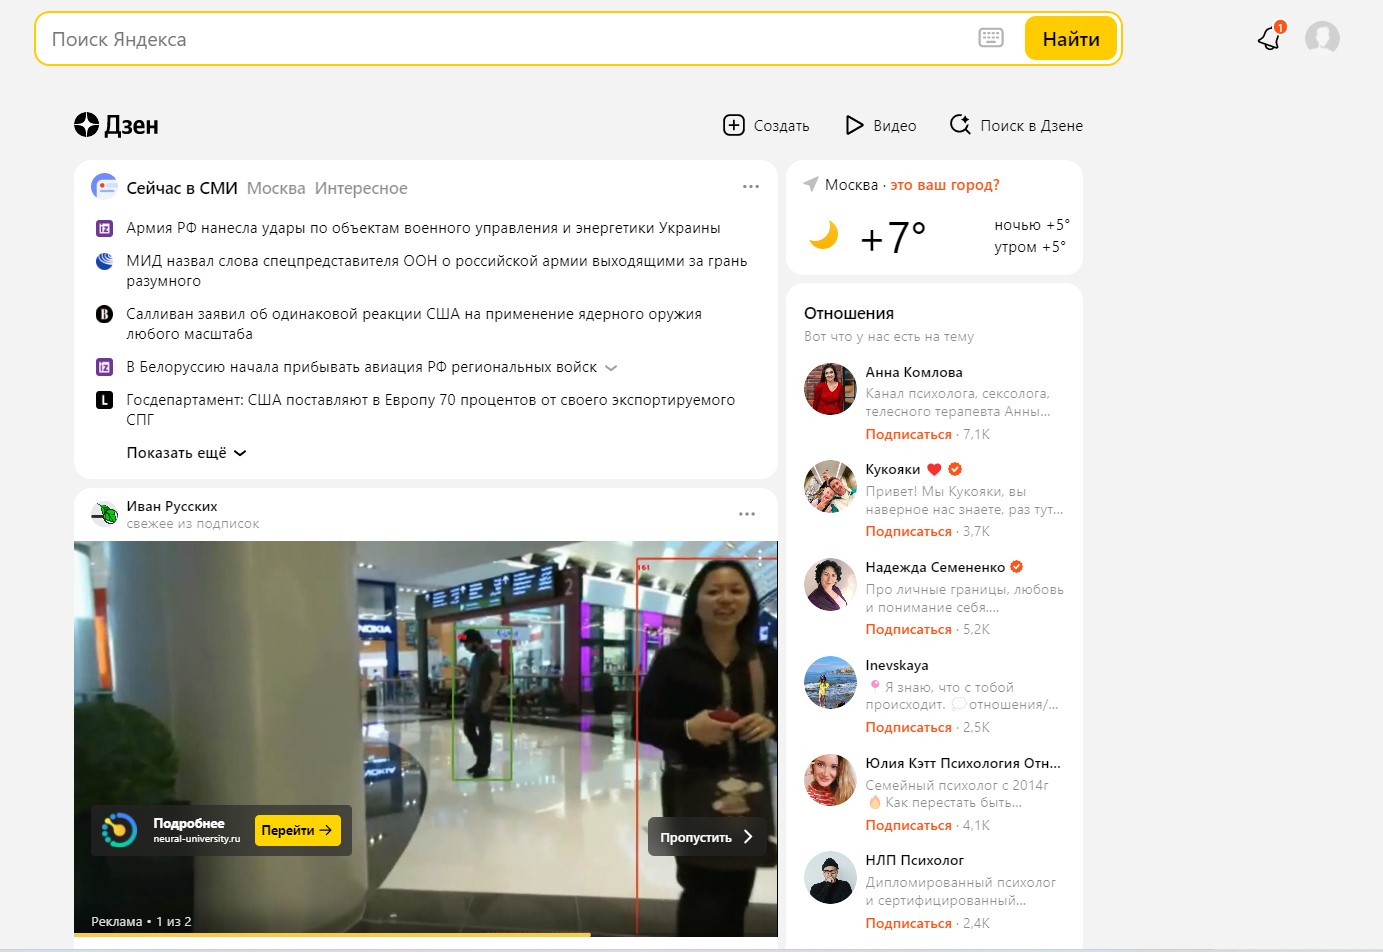 Поиск Яндекса
Найти
1
Дзен
Создать
Видео
Поиск в Дзене
Сейчас в СМИ Москва Интересное
Армия РФ нанесла удары по объектам военного управления и энергетики Украины
МИД назвал слова спецпредставителя ООН о российской армии выходящими за грань
разумного
Салливан заявил об одинаковой реакции США на применение ядерного оружия
любого масштаба
В Белоруссию начала прибывать авиация РФ региональных войск
Госдепартамент: США поставляют в Европу 70 процентов от своего экспортируемого
СПГ
Показать ещё
Иван Русских
свежее из подписок
161
2
NOKIA
Подробнее
neural-university.ru
Перейти →
Пропустить
Реклама • 1 из 2
Москва · это ваш город?
+7°
ночью +5°
утром +5°
Отношения
Вот что у нас есть на тему
Анна Комлова
Канал психолога, сексолога,
телесного терапевта Анны...
Подписаться · 7,1K
Кукояки
Привет! Мы Кукояки, вы
наверное нас знаете, раз тут...
Подписаться · 3,7K
Надежда Семененко
Про личные границы, любовь
и понимание себя....
Подписаться · 5,2K
Inevskaya
Я знаю, что с тобой
происходит. 💭отношения/...
Подписаться · 2,5K
Юлия Кэтт Психология Отн...
Семейный психолог с 2014г
🔥 Как перестать быть...
Подписаться · 4,1K
НЛП Психолог
Дипломированный психолог
и сертифицированный...
Подписаться · 2,4K